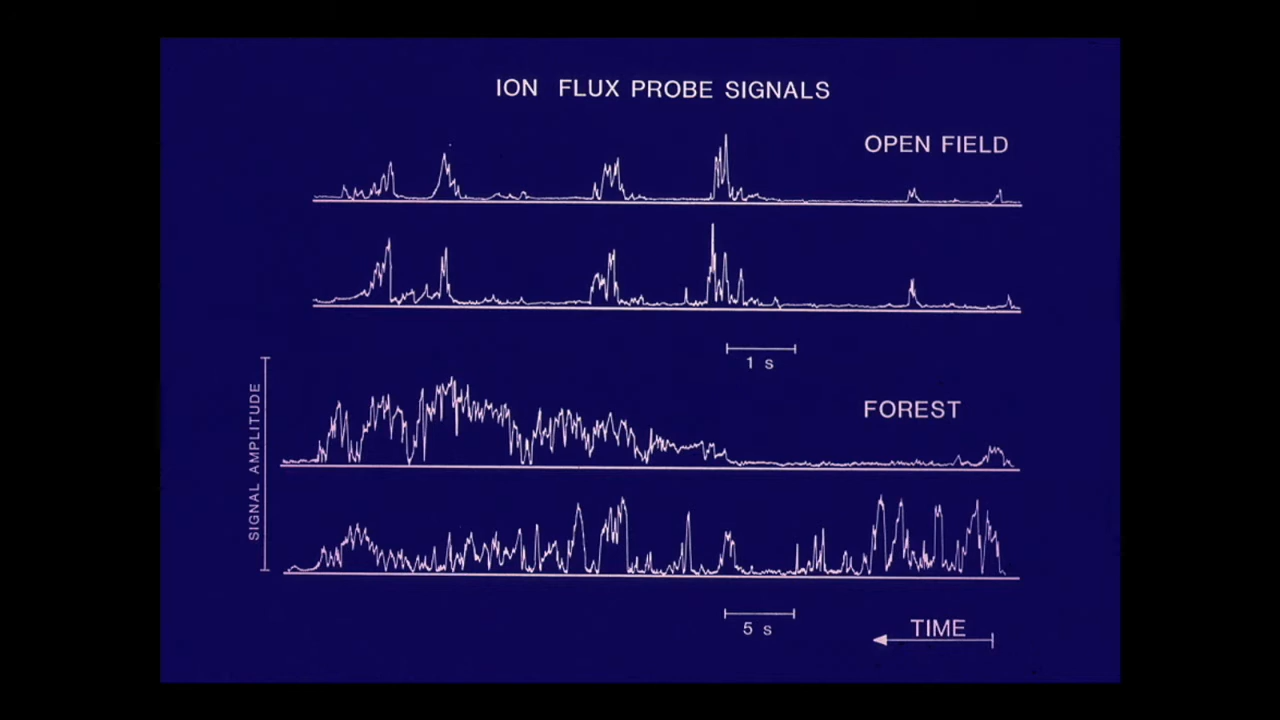 ION FLUX PROBE SIGNALS
OPEN FIELD
1 s
SIGNAL AMPLITUDE
FOREST
5 s
TIME